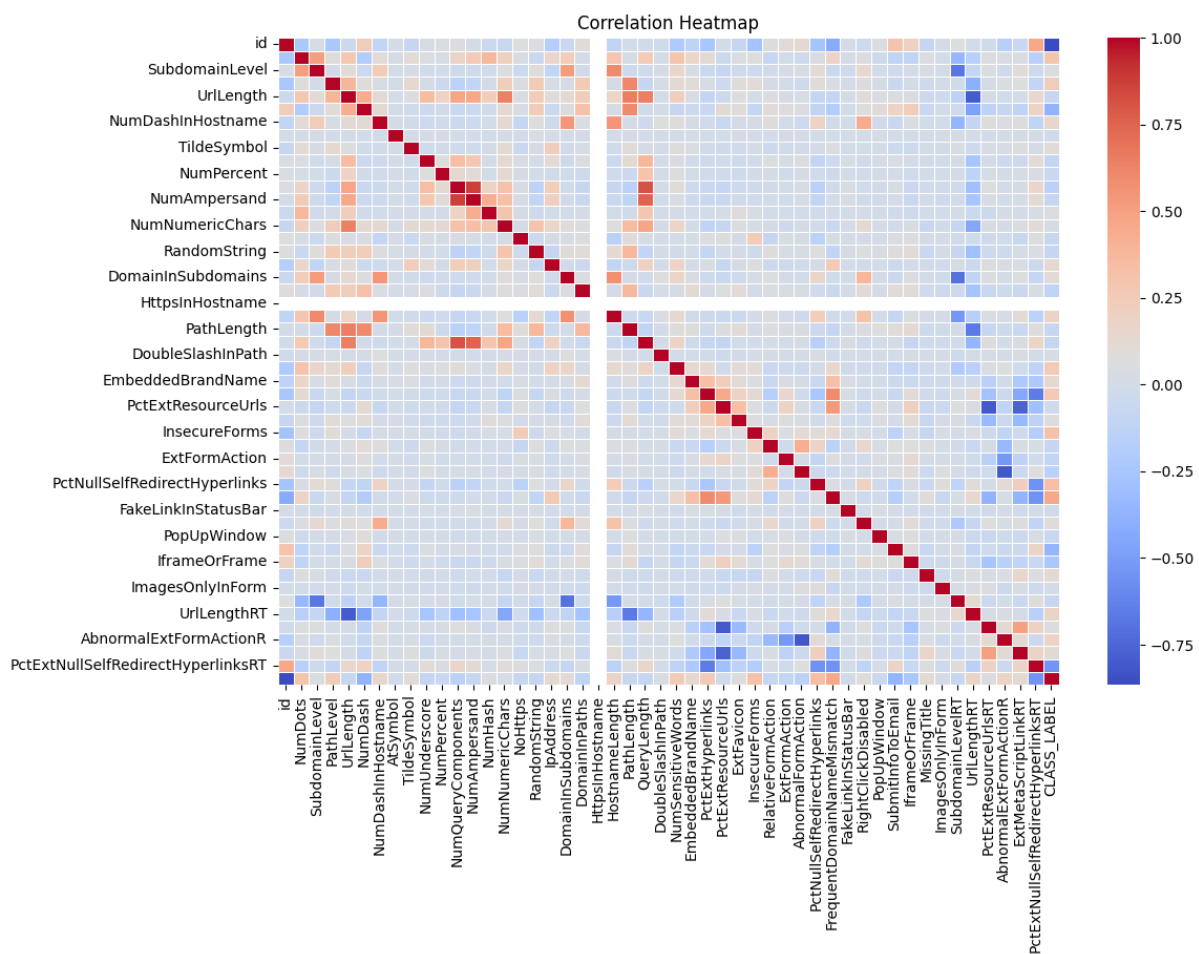 Correlation Heatmap
id
SubdomainLevel
UrlLength
NumDashInHostname
TildeSymbol
NumPercent
NumAmpersand
NumNumericChars
RandomString
DomainInSubdomains
HttpsInHostname
PathLength
DoubleSlashInPath
EmbeddedBrandName
PctExtResourceUrls
InsecureForms
ExtFormAction
PctNullSelfRedirectHyperlinks
FakeLinkInStatusBar
PopUpWindow
IframeOrFrame
ImagesOnlyInForm
UrlLengthRT
AbnormalExtFormActionR
PctExtNullSelfRedirectHyperlinksRT
id
NumDots
SubdomainLevel
PathLevel
UrlLength
NumDash
NumDashInHostname
AtSymbol
TildeSymbol
NumUnderscore
NumPercent
NumQueryComponents
NumAmpersand
NumHash
NumNumericChars
NoHttps
RandomString
IpAddress
DomainInSubdomains
DomainInPaths
HttpsInHostname
HostnameLength
PathLength
QueryLength
DoubleSlashInPath
NumSensitiveWords
EmbeddedBrandName
PctExtHyperlinks
PctExtResourceUrls
ExtFavicon
InsecureForms
RelativeFormAction
ExtFormAction
AbnormalFormAction
PctNullSelfRedirectHyperlinks
FrequentDomainNameMismatch
FakeLinkInStatusBar
RightClickDisabled
PopUpWindow
SubmitInfoToEmail
IframeOrFrame
MissingTitle
ImagesOnlyInForm
SubdomainLevelRT
UrlLengthRT
PctExtResourceUrlsRT
AbnormalExtFormActionR
ExtMetaScriptLinkRT
PctExtNullSelfRedirectHyperlinksRT
CLASS_LABEL
1.00
0.75
0.50
0.25
0.00
−0.25
−0.50
−0.75